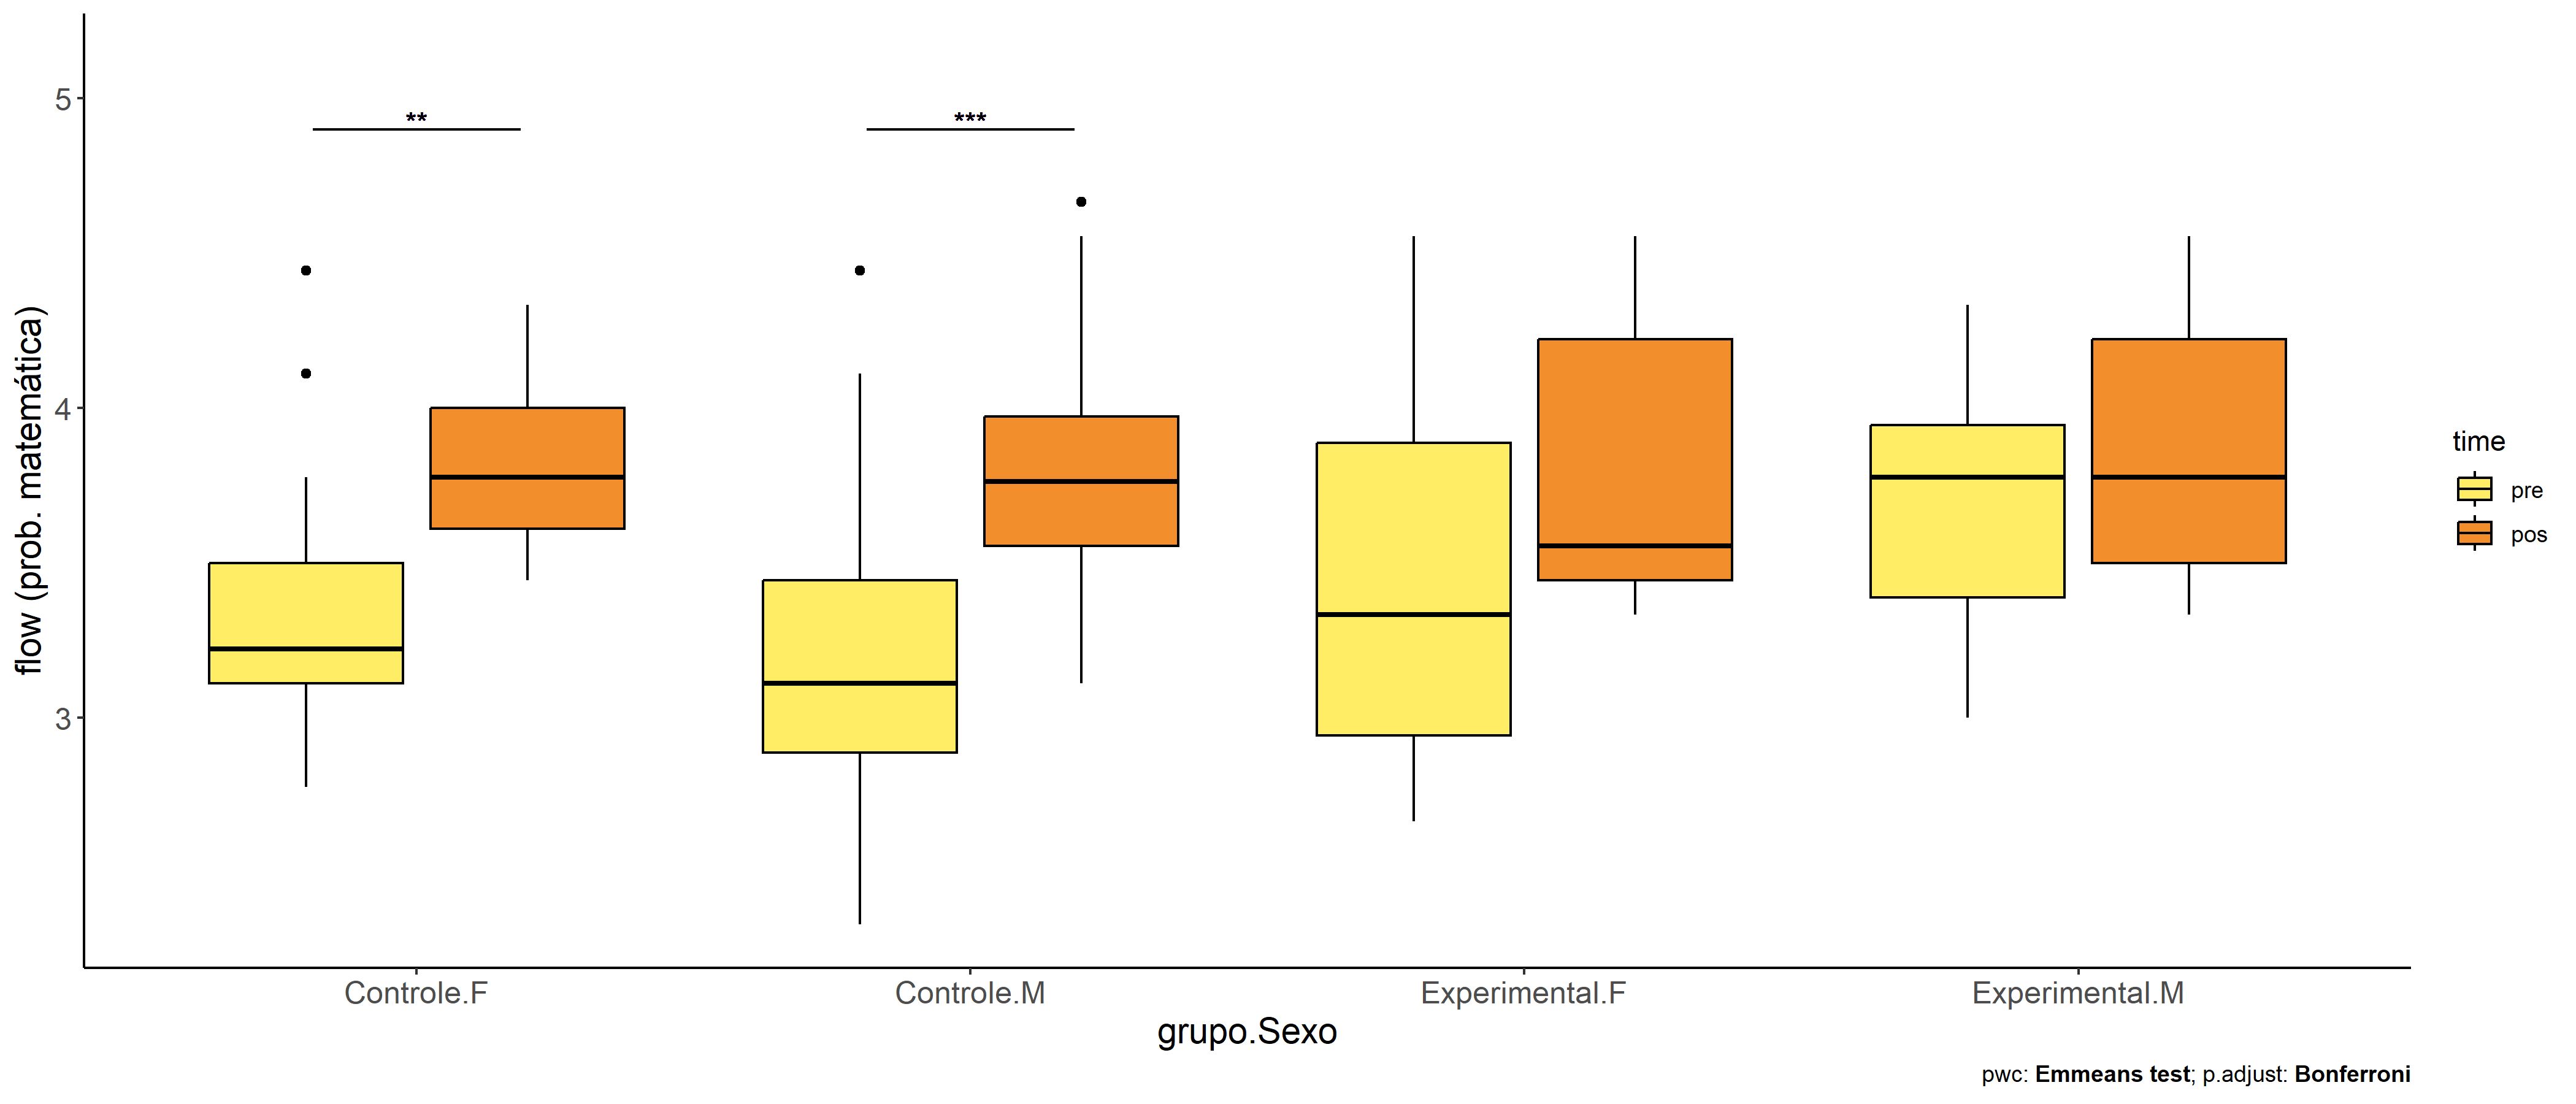 5
**
***
4
3
flow (prob. matemática)
time
pre
pos
Controle.F
Controle.M
Experimental.F
Experimental.M
grupo.Sexo
pwc: Emmeans test; p.adjust: Bonferroni